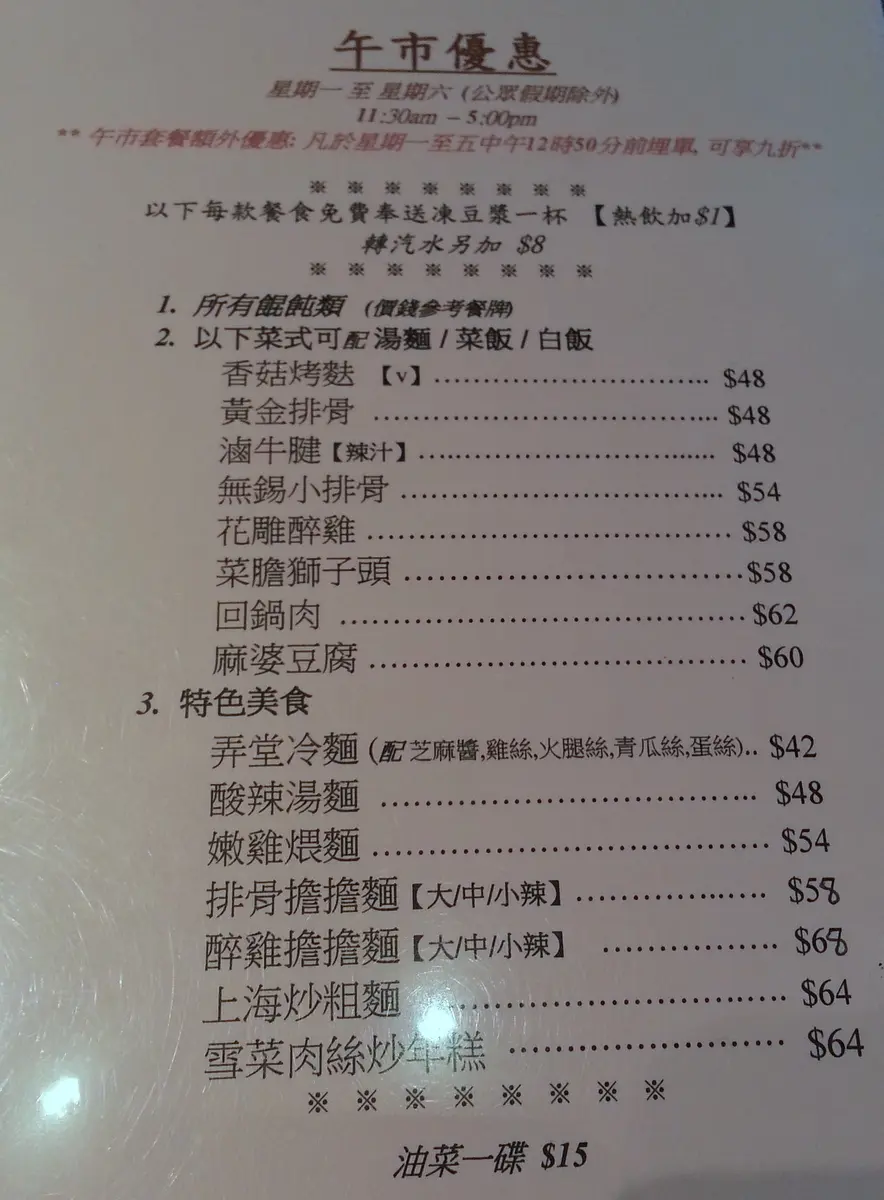 午市優惠
星期一 至 星期六 (公眾假期除外)
11:30am – 5:00pm
** 午市套餐額外優惠: 凡於星期一至五中午12時50分前埋單, 可享九折**
※ ※ ※ ※ ※ ※ ※ ※
以下每款餐食免費奉送凍豆漿一杯 【熱飲加$1】
轉汽水另加 $8
※ ※ ※ ※ ※ ※ ※ ※
1. 所有餛飩類 (價錢參考餐牌)
2. 以下菜式可配湯麵 / 菜飯 / 白飯
香菇烤麩 【v】................................. $48
黃金排骨 ......................................... $48
滷牛腱【辣汁】................................... $48
無錫小排骨 ....................................... $54
花雕醉雞 ......................................... $58
菜膽獅子頭 .......................................$58
回鍋肉 ............................................$62
麻婆豆腐 .......................................... $60
3. 特色美食
弄堂冷麵 (配芝麻醬,雞絲,火腿絲,青瓜絲,蛋絲).. $42
酸辣湯麵 ......................................... $48
嫩雞煨麵 ......................................... $54
排骨擔擔麵【大/中/小辣】..................... $58
醉雞擔擔麵【大/中/小辣】 .................. $68
上海炒粗麵 ..................................... $64
雪菜肉絲炒年糕 .............................. $64
※ ※ ※ ※ ※ ※ ※ ※
油菜一碟 $15